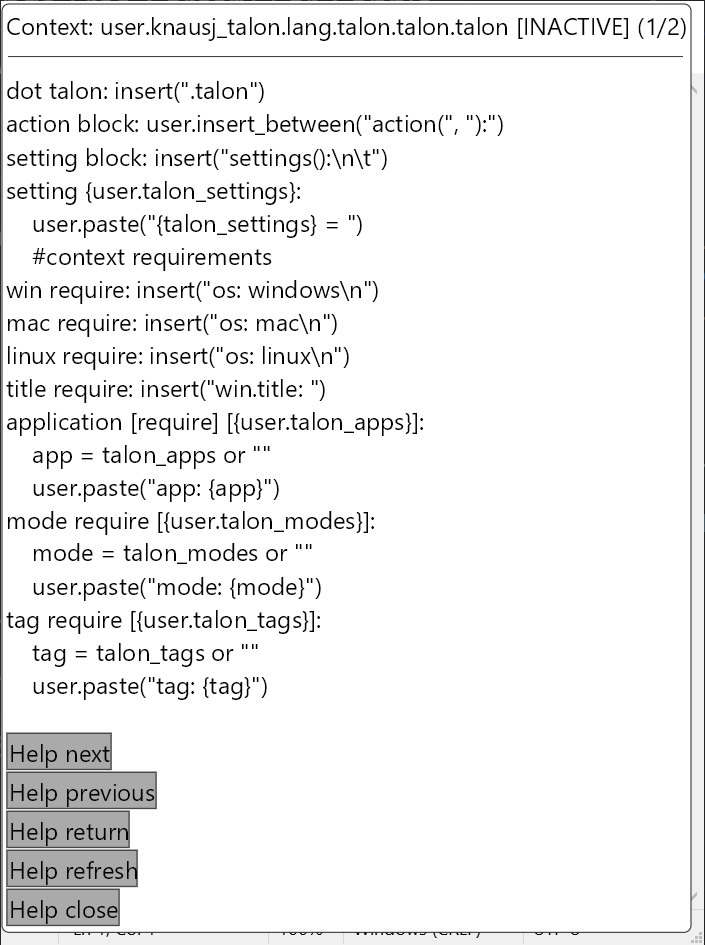 Context: user.knausj_talon.lang.talon.talon.talon [INACTIVE] (1/2)
dot talon: insert(".talon")
action block: user.insert_between("action(", "):")
setting block: insert("settings():\n\t")
setting {user.talon_settings}:
user.paste("{talon_settings} = ")
#context requirements
win require: insert("os: windows\n")
mac require: insert("os: mac\n")
linux require: insert("os: linux\n")
title require: insert("win.title: ")
application [require] [{user.talon_apps}]:
app = talon_apps or ""
user.paste("app: {app}")
mode require [{user.talon_modes}]:
mode = talon_modes or ""
user.paste("mode: {mode}")
tag require [{user.talon_tags}]:
tag = talon_tags or ""
user.paste("tag: {tag}")
Help next
Help previous
Help return
Help refresh
Help close